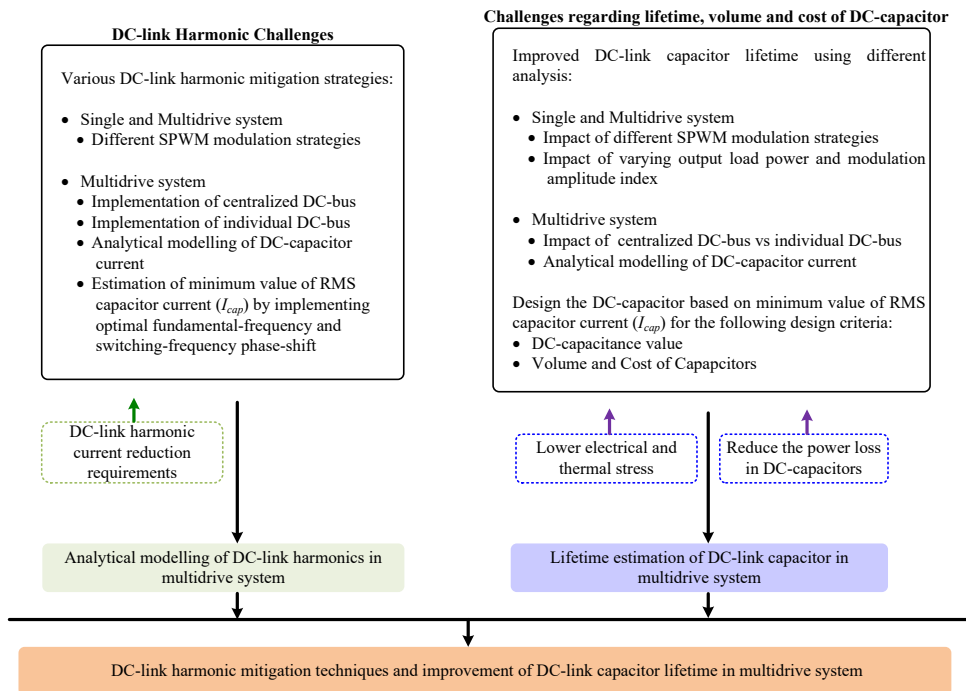 DC-link Harmonic Challenges
Various DC-link harmonic mitigation strategies:
• Single and Multidrive system
• Different SPWM modulation strategies
• Multidrive system
• Implementation of centralized DC-bus
• Implementation of individual DC-bus
• Analytical modelling of DC-capacitor
current
• Estimation of minimum value of RMS
capacitor current (Icap) by implementing
optimal fundamental-frequency and
switching-frequency phase-shift
DC-link harmonic
current reduction
requirements
Analytical modelling of DC-link harmonics in
multidrive system
Challenges regarding lifetime, volume and cost of DC-capacitor
Improved DC-link capacitor lifetime using different
analysis:
• Single and Multidrive system
• Impact of different SPWM modulation strategies
• Impact of varying output load power and modulation
amplitude index
• Multidrive system
• Impact of centralized DC-bus vs individual DC-bus
• Analytical modelling of DC-capacitor current
Design the DC-capacitor based on minimum value of RMS
capacitor current (Icap) for the following design criteria:
• DC-capacitance value
• Volume and Cost of Capapcitors
Lower electrical and
thermal stress
Reduce the power loss
in DC-capacitors
Lifetime estimation of DC-link capacitor in
multidrive system
DC-link harmonic mitigation techniques and improvement of DC-link capacitor lifetime in multidrive system